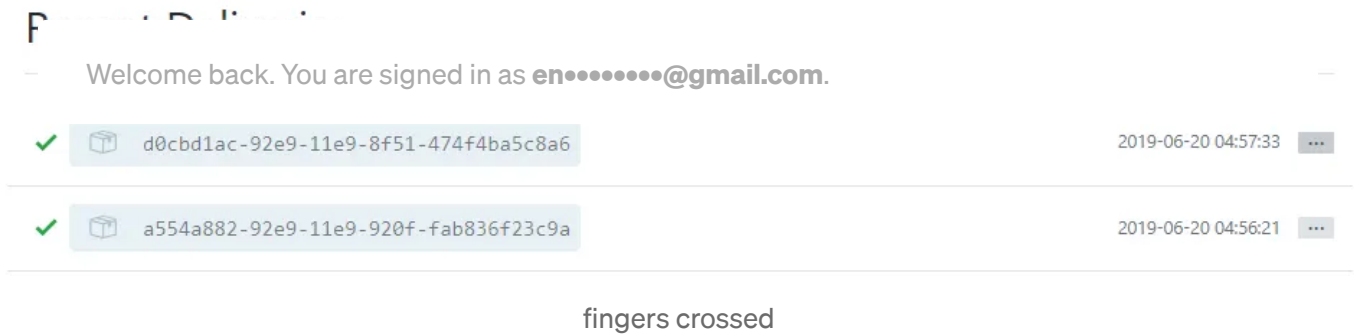 Welcome back. You are signed in as en••••••••@gmail.com.
d0cbd1ac-92e9-11e9-8f51-474f4ba5c8a6 2019-06-20 04:57:33 ...
a554a882-92e9-11e9-920f-fab836f23c9a 2019-06-20 04:56:21 ...
fingers crossed